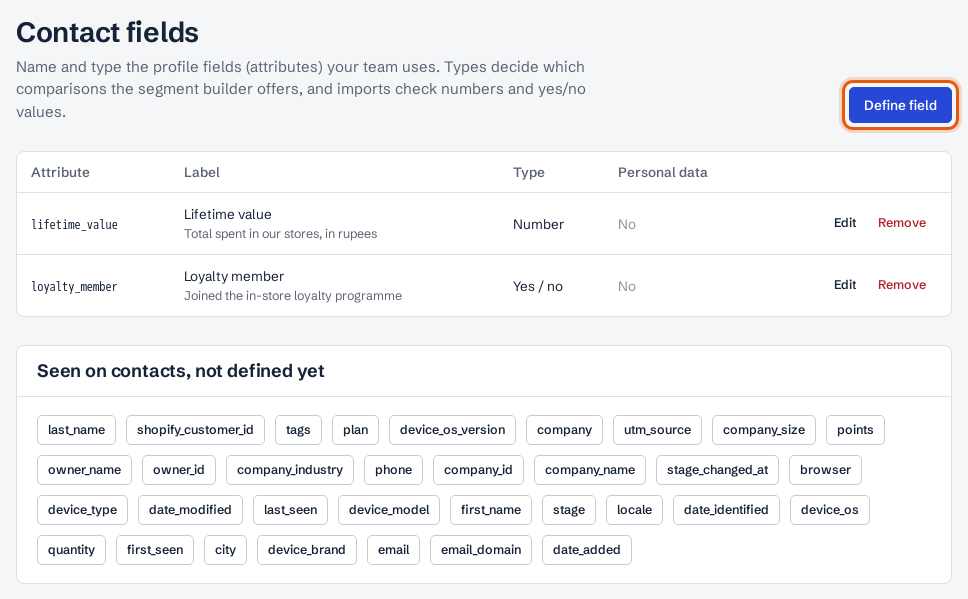 Contact fields
Name and type the profile fields (attributes) your team uses. Types decide which
comparisons the segment builder offers, and imports check numbers and yes/no
values.
Define field
Attribute Label Type Personal data
lifetime_value Lifetime value Number No Edit Remove
Total spent in our stores, in rupees
loyalty_member Loyalty member Yes / no No Edit Remove
Joined the in-store loyalty programme
Seen on contacts, not defined yet
last_name shopify_customer_id tags plan device_os_version company utm_source company_size points
owner_name owner_id company_industry phone company_id company_name stage_changed_at browser
device_type date_modified last_seen device_model first_name stage locale date_identified device_os
quantity first_seen city device_brand email email_domain date_added